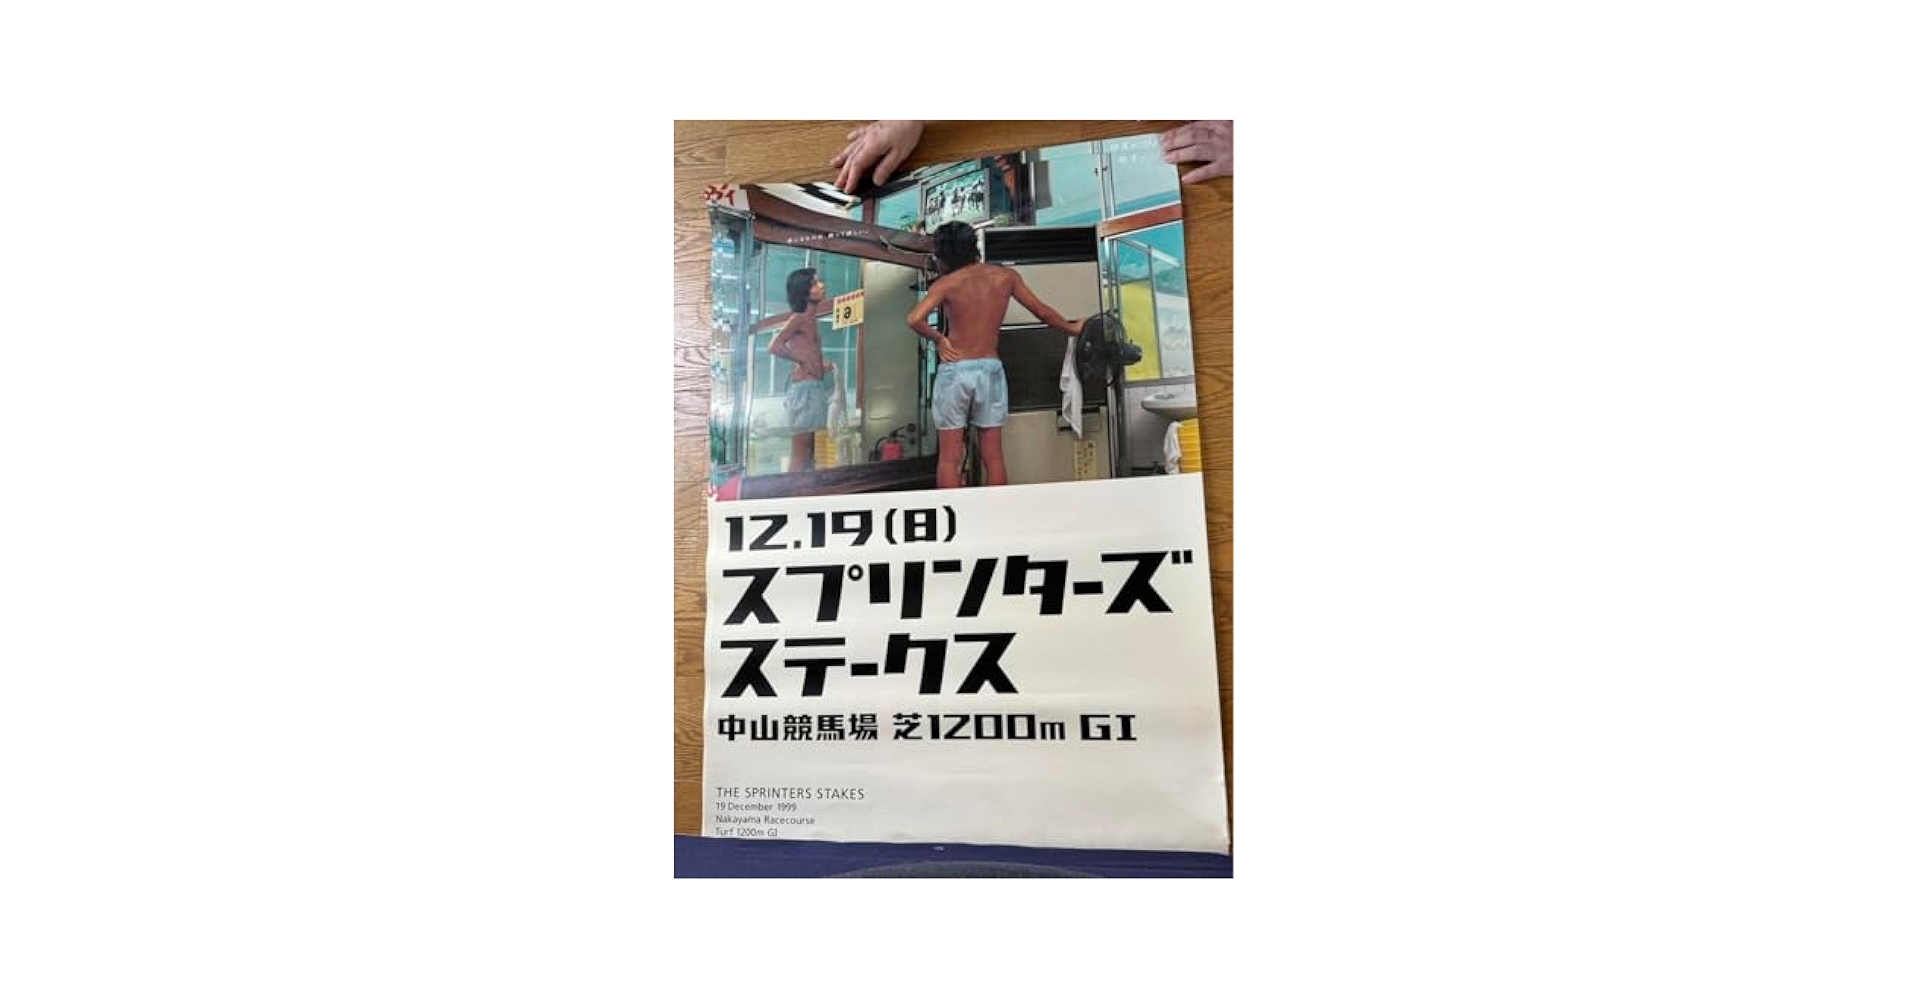 12.19(日)
スプリンターズ
ステークス
中山競馬場 芝1200m GI
THE SPRINTERS STAKES
19 December 1999
Nakayama Racecourse
Turf 1200m GI